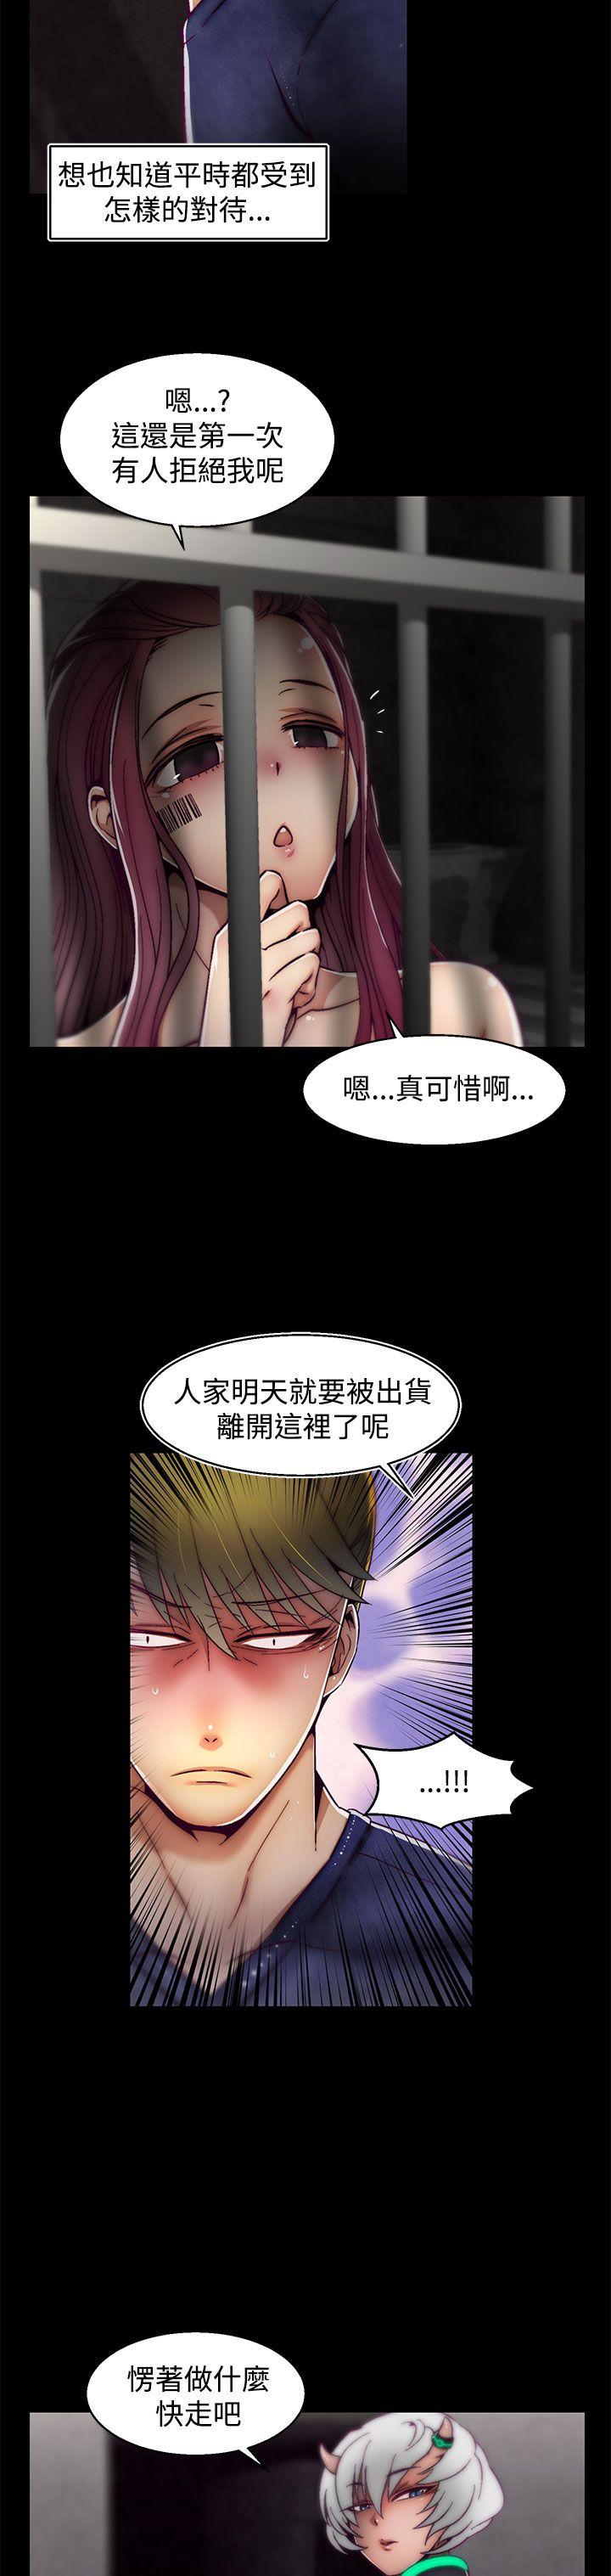 想也知道平時都受到
怎樣的對待...
嗯...?
這還是第一次
有人拒絕我呢
嗯...真可惜啊...
人家明天就要被出貨
離開這裡了呢
...!!!
愣著做什麼
快走吧